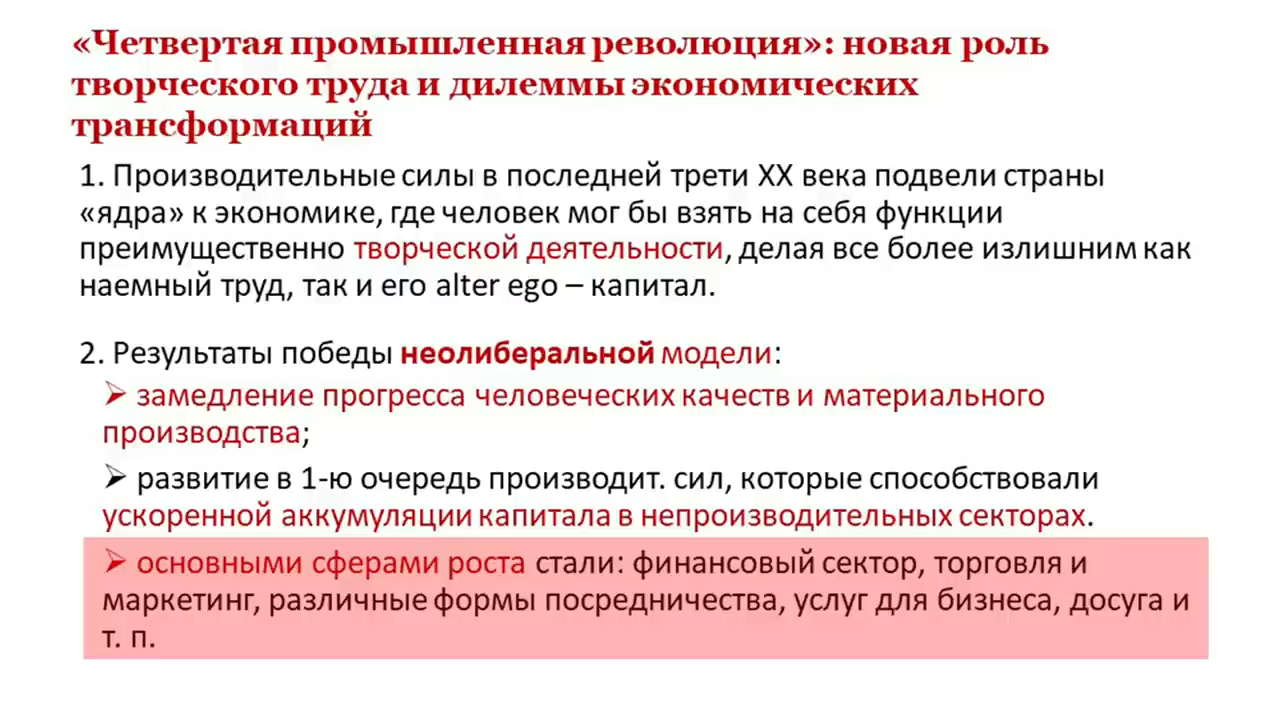 «Четвертая промышленная революция»: новая роль
творческого труда и дилеммы экономических
трансформаций
1. Производительные силы в последней трети XX века подвели страны
«ядра» к экономике, где человек мог бы взять на себя функции
преимущественно творческой деятельности, делая все более излишним как
наемный труд, так и его alter ego – капитал.
2. Результаты победы неолиберальной модели:
➢ замедление прогресса человеческих качеств и материального
производства;
➢ развитие в 1-ю очередь производит. сил, которые способствовали
ускоренной аккумуляции капитала в непроизводительных секторах.
➢ основными сферами роста стали: финансовый сектор, торговля и
маркетинг, различные формы посредничества, услуг для бизнеса, досуга и
т. п.